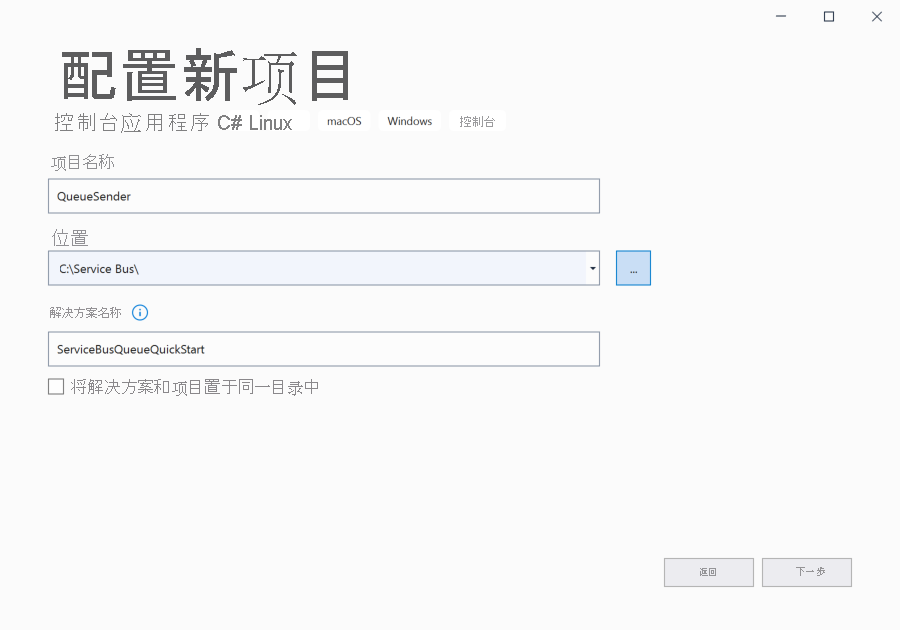 配置新项目
控制台应用程序 C# Linux macOS Windows 控制台
项目名称
QueueSender
位置
C:\Service Bus\
...
解决方案名称
ServiceBusQueueQuickStart
将解决方案和项目置于同一目录中
返回 下一步